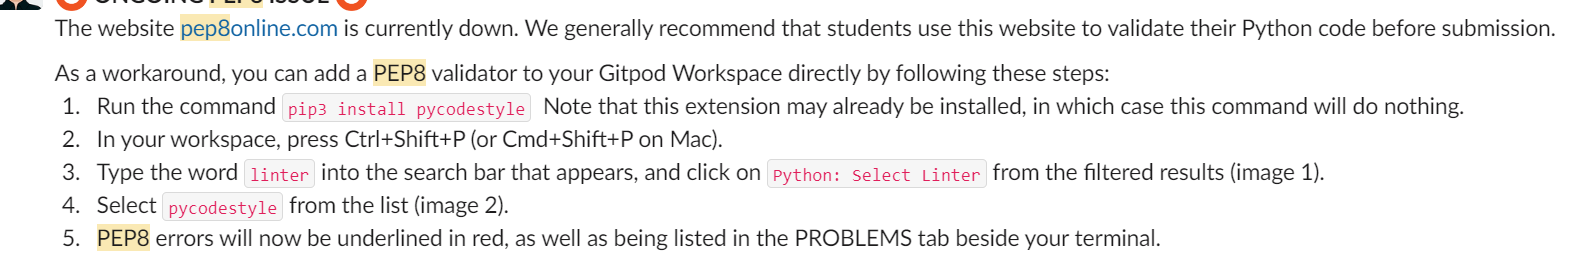 ONGOING PEP8 ISSUE
The website pep8online.com is currently down. We generally recommend that students use this website to validate their Python code before submission.
As a workaround, you can add a PEP8 validator to your Gitpod Workspace directly by following these steps:
1. Run the command pip3 install pycodestyle Note that this extension may already be installed, in which case this command will do nothing.
2. In your workspace, press Ctrl+Shift+P (or Cmd+Shift+P on Mac).
3. Type the word linter into the search bar that appears, and click on Python: Select Linter from the filtered results (image 1).
4. Select pycodestyle from the list (image 2).
5. PEP8 errors will now be underlined in red, as well as being listed in the PROBLEMS tab beside your terminal.